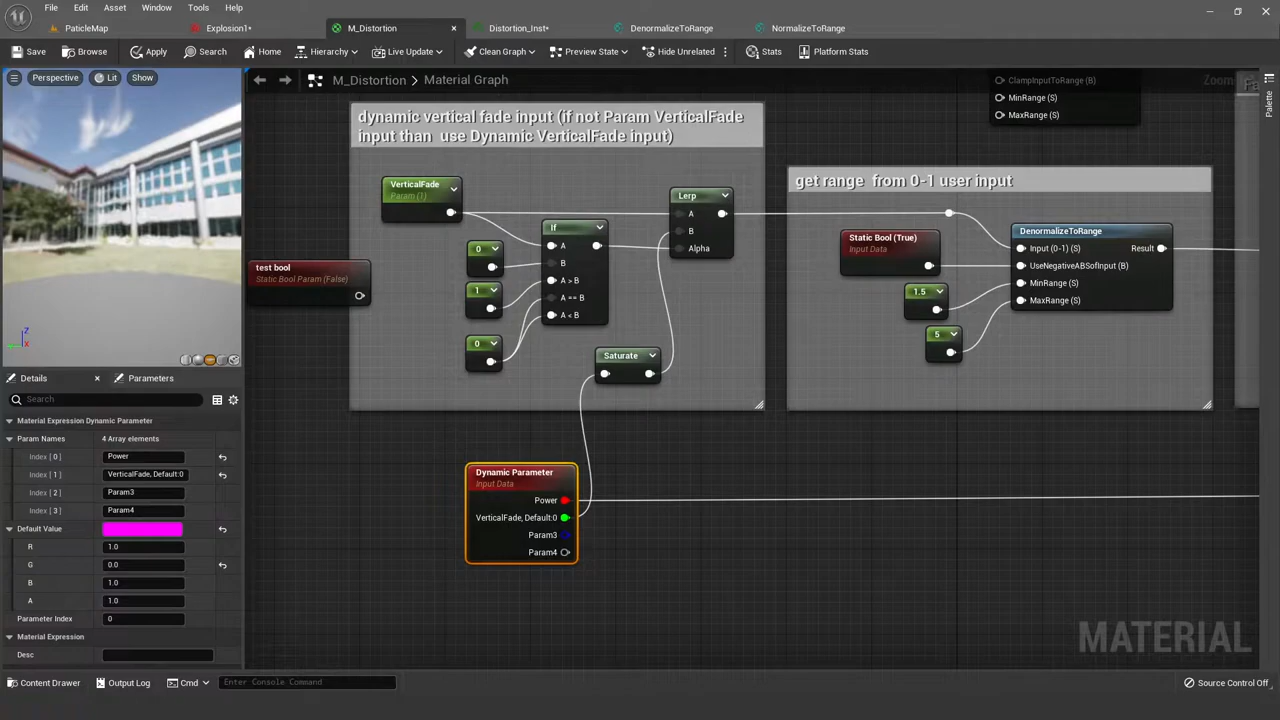 File Edit Asset Window Tools Help
PaticleMap Explosion1* M_Distortion Distortion_Inst* DenormalizeToRange NormalizeToRange
Save Browse Apply Search Home Hierarchy Live Update Clean Graph Preview State Hide Unrelated Stats Platform Stats
Perspective Lit Show
M_Distortion > Material Graph
Zoom
Palette
ClampInputToRange (B)
MinRange (S)
MaxRange (S)
dynamic vertical fade input (if not Param VerticalFade
input than use Dynamic VerticalFade input)
get range from 0-1 user input
VerticalFade
Param (1)
Lerp
A
B
Alpha
If
A
B
A > B
A == B
A < B
0
1
0
test bool
Static Bool Param (False)
Saturate
Static Bool (True)
Input Data
1.5
5
DenormalizeToRange
Input (0-1) (S) Result
UseNegativeABSofInput (B)
MinRange (S)
MaxRange (S)
Dynamic Parameter
Input Data
Power
VerticalFade, Default:0
Param3
Param4
Details Parameters
Search
Material Expression Dynamic Parameter
Param Names 4 Array elements
Index [ 0 ] Power
Index [ 1 ] VerticalFade, Default:0
Index [ 2 ] Param3
Index [ 3 ] Param4
Default Value
R 1.0
G 0.0
B 1.0
A 1.0
Parameter Index 0
Material Expression
Desc
MATERIAL
Content Drawer Output Log Cmd Enter Console Command Source Control Off